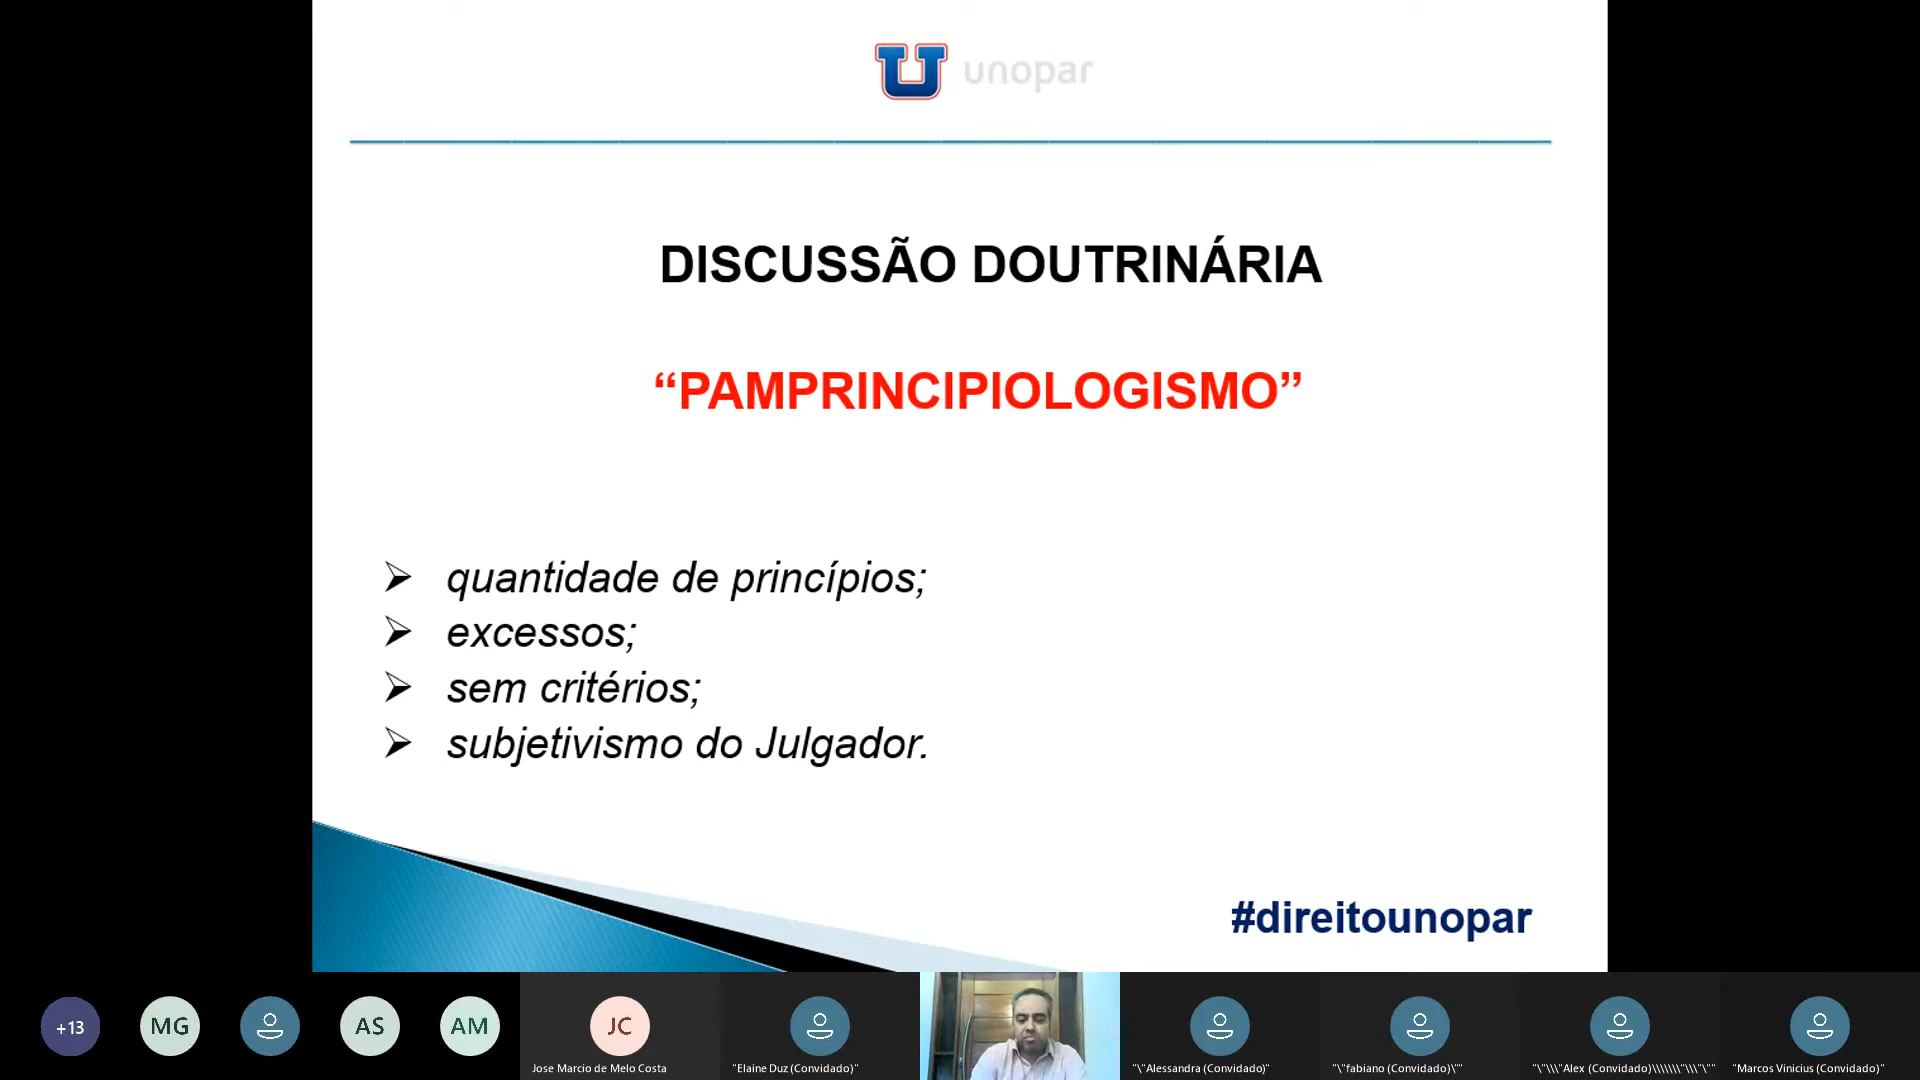 unopar
DISCUSSÃO DOUTRINÁRIA
“PAMPRINCIPIOLOGISMO”
quantidade de princípios;
excessos;
sem critérios;
subjetivismo do Julgador.
#direitounopar
+13
MG
AS
AM
JC
Jose Marcio de Melo Costa
"Elaine Duz (Convidado)"
"\"Alessandra (Convidado)"
"\"fabiano (Convidado)\""
"\"\\\"Alex (Convidado)\\\\\\\"\\\"\""
"Marcos Vinicius (Convidado)"